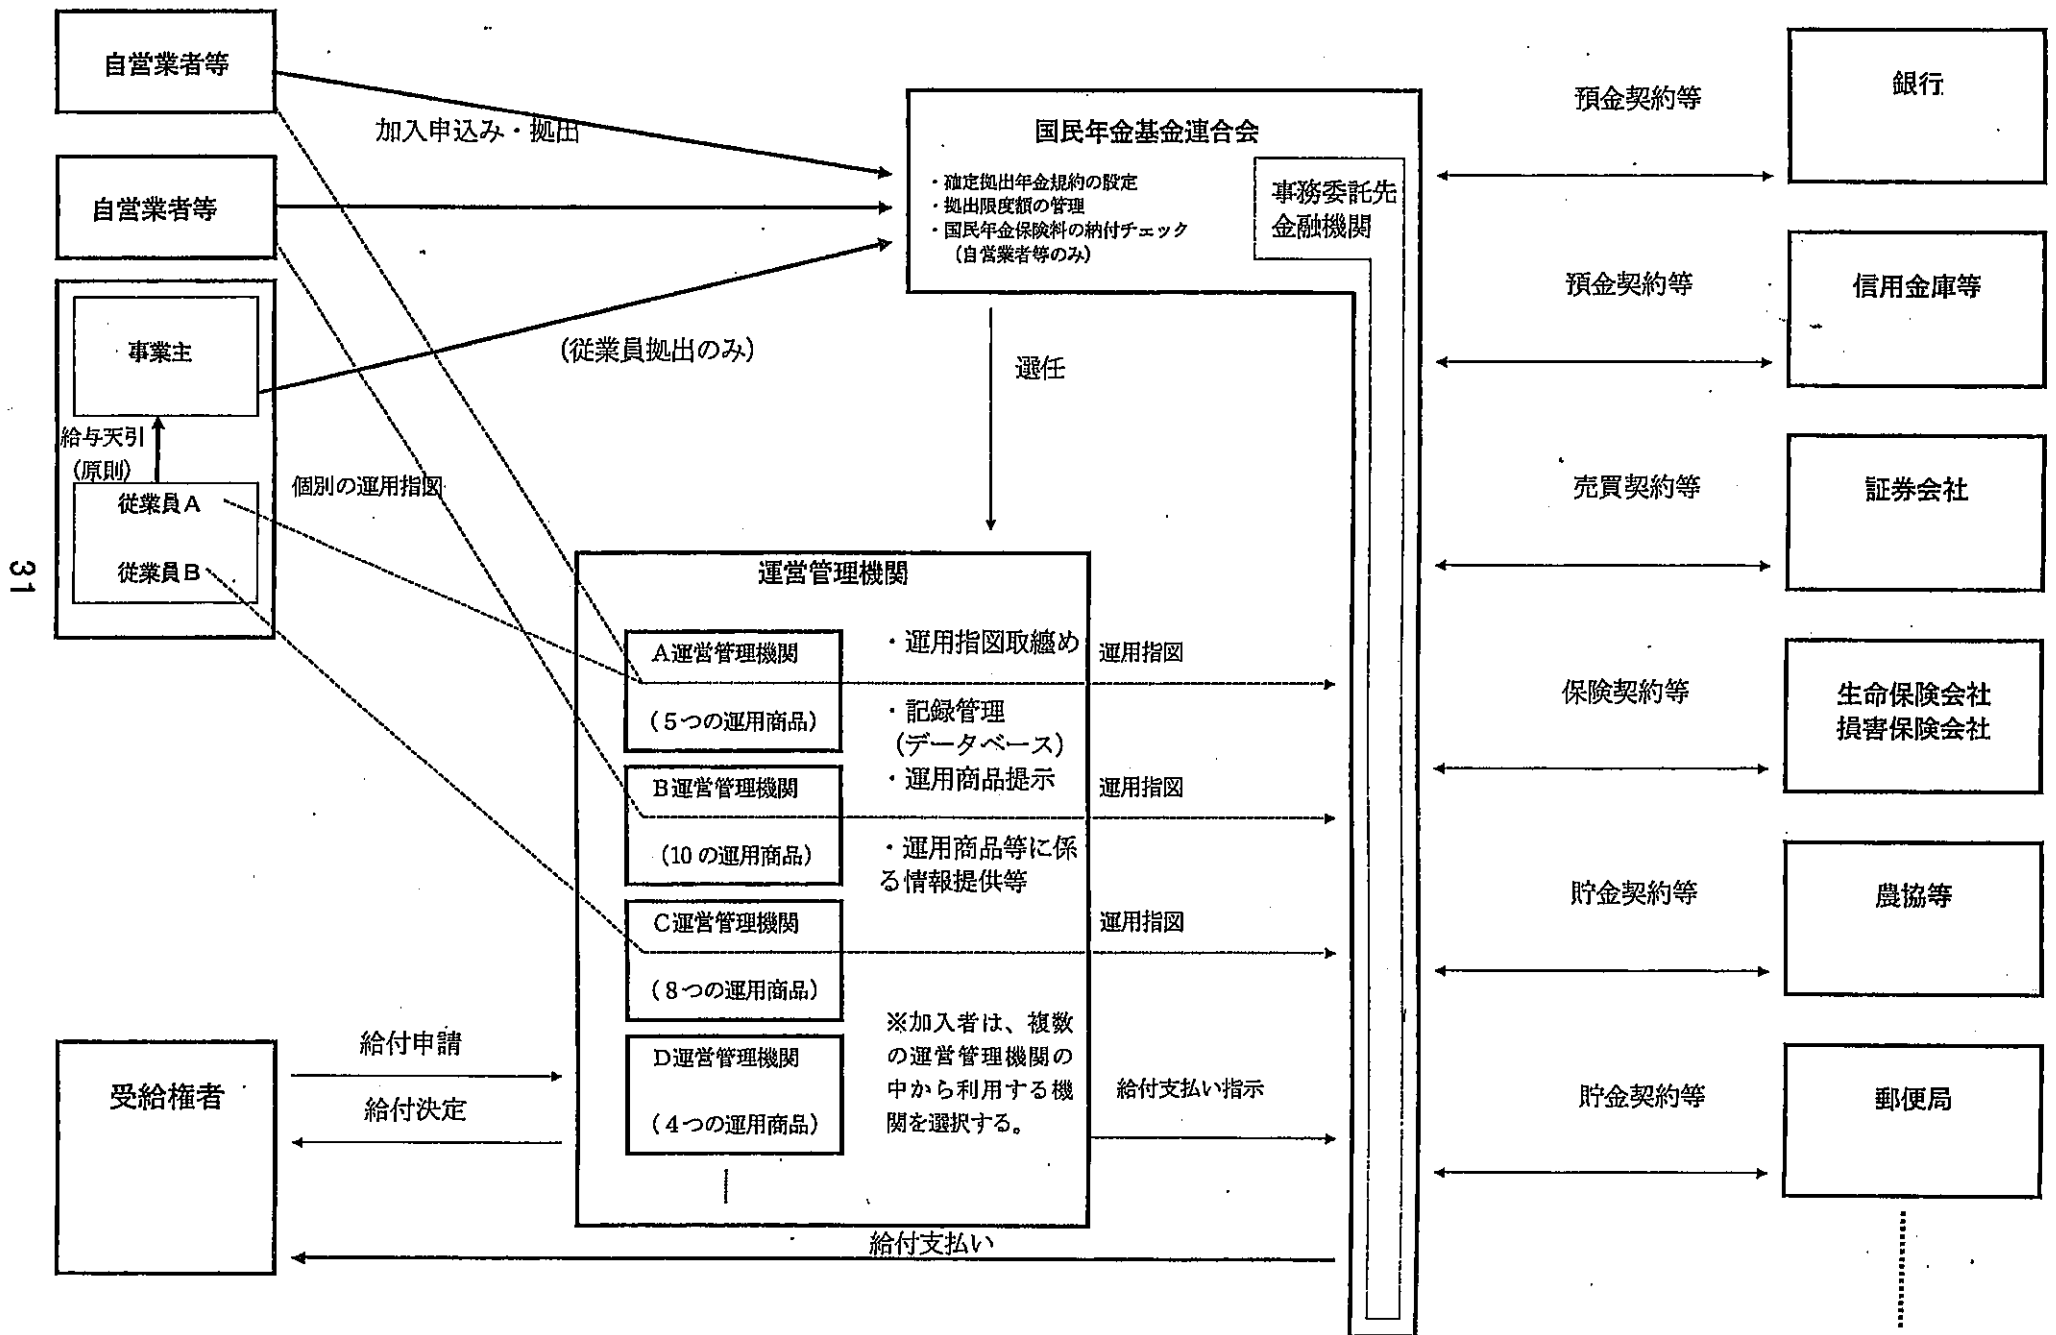 自営業者等
加入申込み・拠出
自営業者等
事業主
給与天引
(原則)
従業員A
従業員B
個別の運用指図
(従業員拠出のみ)
国民年金基金連合会
・確定拠出年金規約の設定
・拠出限度額の管理
・国民年金保険料の納付チェック
(自営業者等のみ)
事務委託先
金融機関
選任
運営管理機関
A運営管理機関
(5つの運用商品)
B運営管理機関
(10の運用商品)
C運営管理機関
(8つの運用商品)
D運営管理機関
(4つの運用商品)
・運用指図取纏め
・記録管理
(データベース)
・運用商品提示
・運用商品等に係
る情報提供等
※加入者は、複数
の運営管理機関の
中から利用する機
関を選択する。
運用指図
運用指図
運用指図
給付支払い指示
受給権者
給付申請
給付決定
給付支払い
預金契約等
銀行
預金契約等
信用金庫等
売買契約等
証券会社
保険契約等
生命保険会社
損害保険会社
貯金契約等
農協等
貯金契約等
郵便局
31